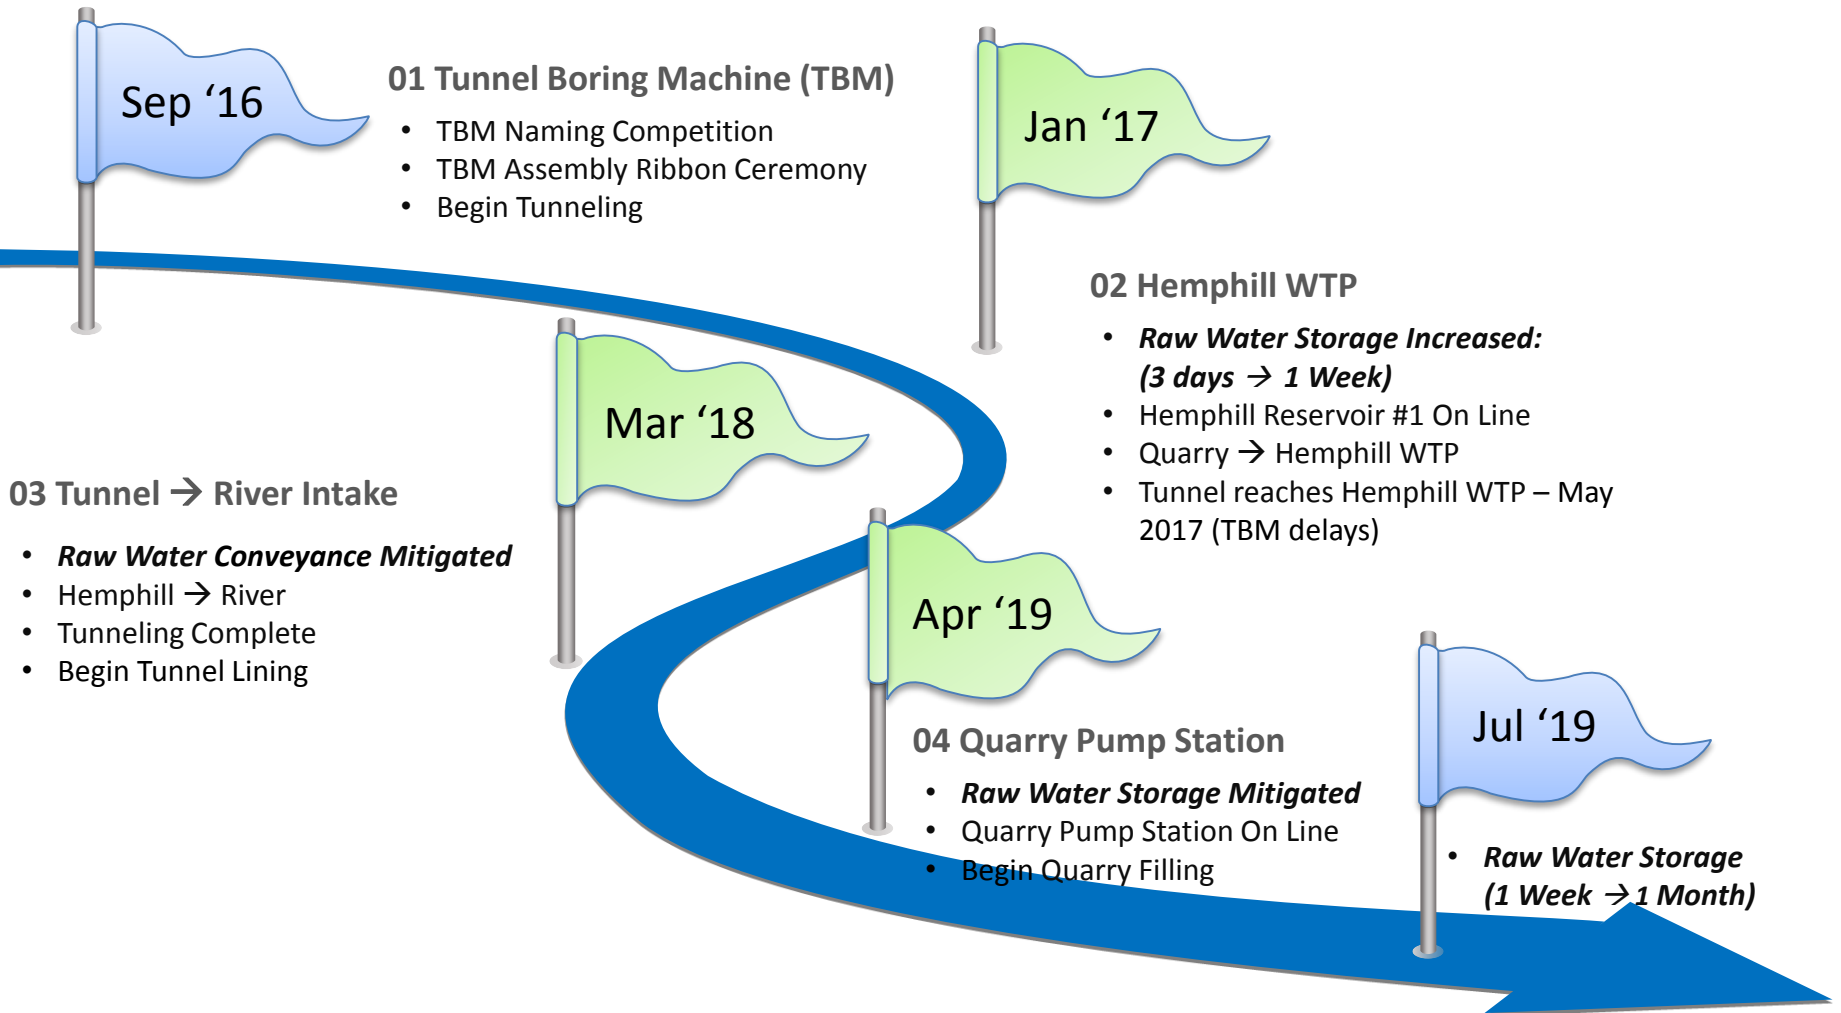 Sep ‘16
01 Tunnel Boring Machine (TBM)
• TBM Naming Competition
• TBM Assembly Ribbon Ceremony
• Begin Tunneling
Jan ‘17
02 Hemphill WTP
• Raw Water Storage Increased:
(3 days → 1 Week)
• Hemphill Reservoir #1 On Line
• Quarry → Hemphill WTP
• Tunnel reaches Hemphill WTP – May
2017 (TBM delays)
Mar ‘18
03 Tunnel → River Intake
• Raw Water Conveyance Mitigated
• Hemphill → River
• Tunneling Complete
• Begin Tunnel Lining
Apr ‘19
04 Quarry Pump Station
• Raw Water Storage Mitigated
• Quarry Pump Station On Line
• Begin Quarry Filling
Jul ‘19
• Raw Water Storage
(1 Week → 1 Month)